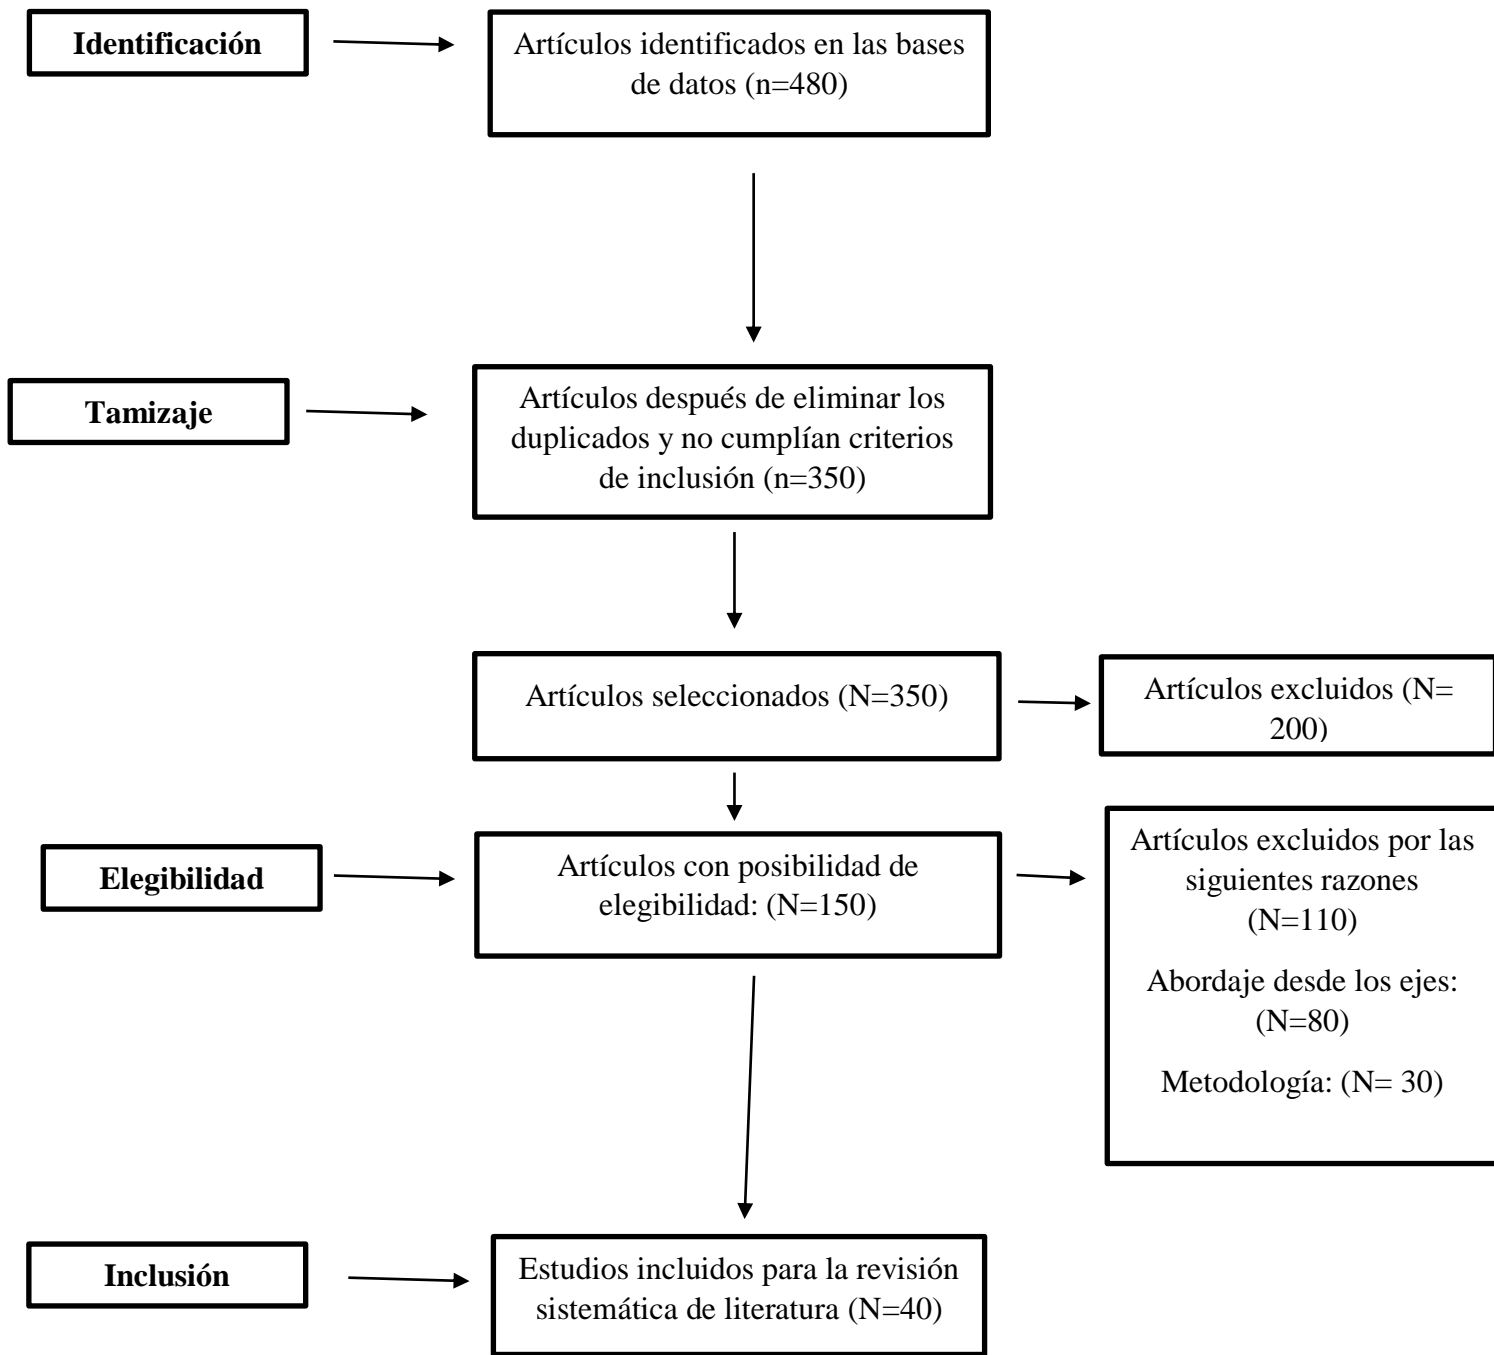 Identificación
Artículos identificados en las bases
de datos (n=480)
Tamizaje
Artículos después de eliminar los
duplicados y no cumplían criterios
de inclusión (n=350)
Artículos seleccionados (N=350)
Artículos excluidos (N=
200)
Elegibilidad
Artículos con posibilidad de
elegibilidad: (N=150)
Artículos excluidos por las
siguientes razones
(N=110)
Abordaje desde los ejes:
(N=80)
Metodología: (N= 30)
Inclusión
Estudios incluidos para la revisión
sistemática de literatura (N=40)